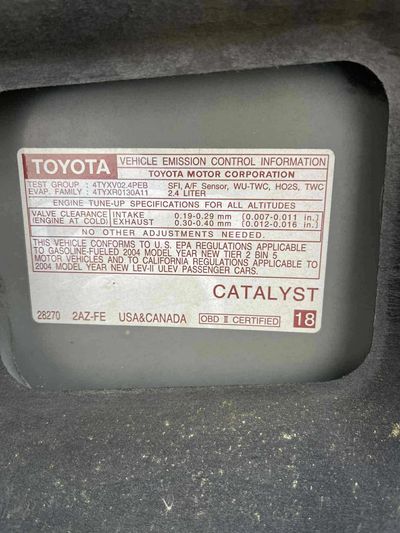 TOYOTA VEHICLE EMISSION CONTROL INFORMATION
TOYOTA MOTOR CORPORATION
TEST GROUP : 4TYXV02.4PEB SFI, A/F Sensor, WU-TWC, HO2S, TWC
EVAP. FAMILY : 4TYXR0130A11 2.4 LITER
ENGINE TUNE-UP SPECIFICATIONS FOR ALL ALTITUDES
VALVE CLEARANCE INTAKE 0.19-0.29 mm (0.007-0.011 in.)
(ENGINE AT COLD) EXHAUST 0.30-0.40 mm (0.012-0.016 in.)
NO OTHER ADJUSTMENTS NEEDED.
THIS VEHICLE CONFORMS TO U.S. EPA REGULATIONS APPLICABLE
TO GASOLINE-FUELED 2004 MODEL YEAR NEW TIER 2 BIN 5
MOTOR VEHICLES AND TO CALIFORNIA REGULATIONS APPLICABLE TO
2004 MODEL YEAR NEW LEV-II ULEV PASSENGER CARS.
CATALYST
28270 2AZ-FE USA&CANADA OBD II CERTIFIED 18